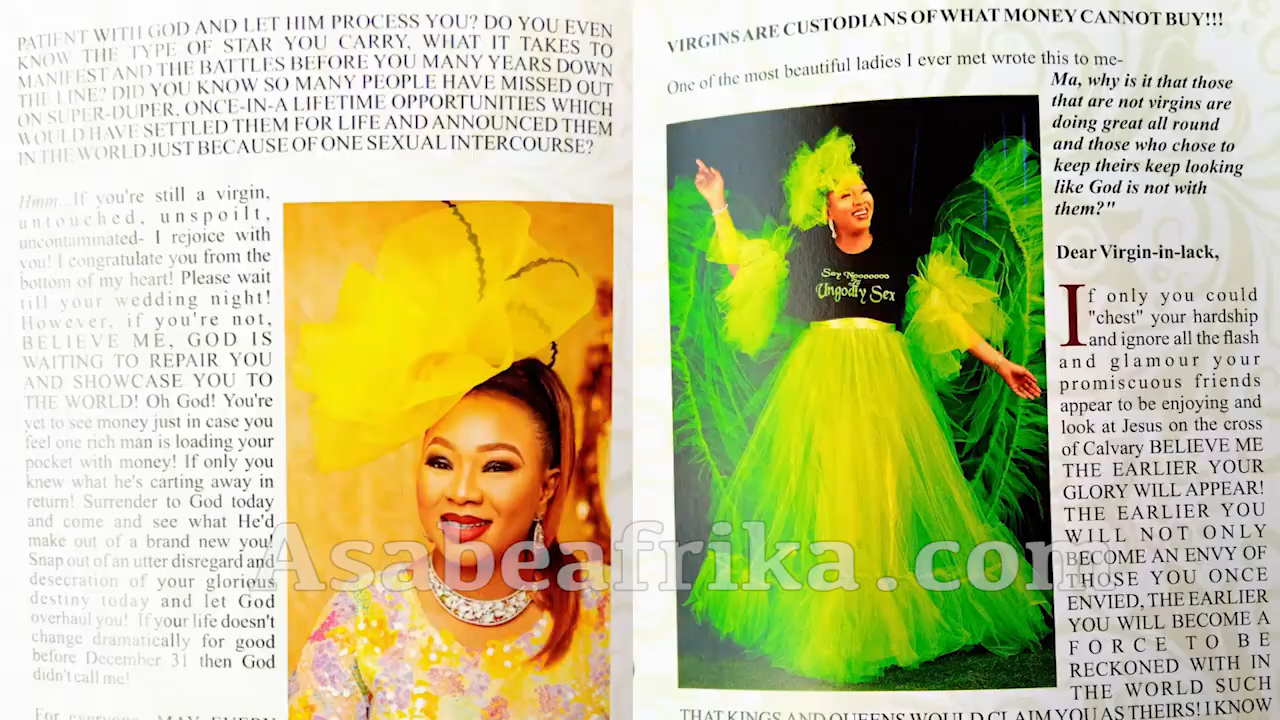 PATIENT WITH GOD AND LET HIM PROCESS YOU? DO YOU EVEN
KNOW THE TYPE OF STAR YOU CARRY, WHAT IT TAKES TO
MANIFEST AND THE BATTLES BEFORE YOU MANY YEARS DOWN
THE LINE? DID YOU KNOW SO MANY PEOPLE HAVE MISSED OUT
ON SUPER-DUPER, ONCE-IN-A LIFETIME OPPORTUNITIES WHICH
WOULD HAVE SETTLED THEM FOR LIFE AND ANNOUNCED THEM
IN THE WORLD JUST BECAUSE OF ONE SEXUAL INTERCOURSE?
Hmm...If you're still a virgin,
untouched, unspoilt,
uncontaminated- I rejoice with
you! I congratulate you from the
bottom of my heart! Please wait
till your wedding night!
However, if you're not,
BELIEVE ME, GOD IS
WAITING TO REPAIR YOU
AND SHOWCASE YOU TO
THE WORLD! Oh God! You're
yet to see money just in case you
feel one rich man is loading your
pocket with money! If only you
knew what he's carting away in
return! Surrender to God today
and come and see what He'd
make out of a brand new you!
Snap out of an utter disregard and
desecration of your glorious
destiny today and let God
overhaul you! If your life doesn't
change dramatically for good
before December 31 then God
didn't call me!
For everyone, MAY EVERY
VIRGINS ARE CUSTODIANS OF WHAT MONEY CANNOT BUY!!!
One of the most beautiful ladies I ever met wrote this to me-
Ma, why is it that those
that are not virgins are
doing great all round
and those who chose to
keep theirs keep looking
like God is not with
them?"
Say Nooooooo
To
Ungodly Sex
Dear Virgin-in-lack,
If only you could
"chest" your hardship
and ignore all the flash
and glamour your
promiscuous friends
appear to be enjoying and
look at Jesus on the cross
of Calvary BELIEVE ME
THE EARLIER YOUR
GLORY WILL APPEAR!
THE EARLIER YOU
WILL NOT ONLY
BECOME AN ENVY OF
THOSE YOU ONCE
ENVIED, THE EARLIER
YOU WILL BECOME A
FORCE TO BE
RECKONED WITH IN
THE WORLD SUCH
THAT KINGS AND QUEENS WOULD CLAIM YOU AS THEIRS! I KNOW
Asabeafrika.com